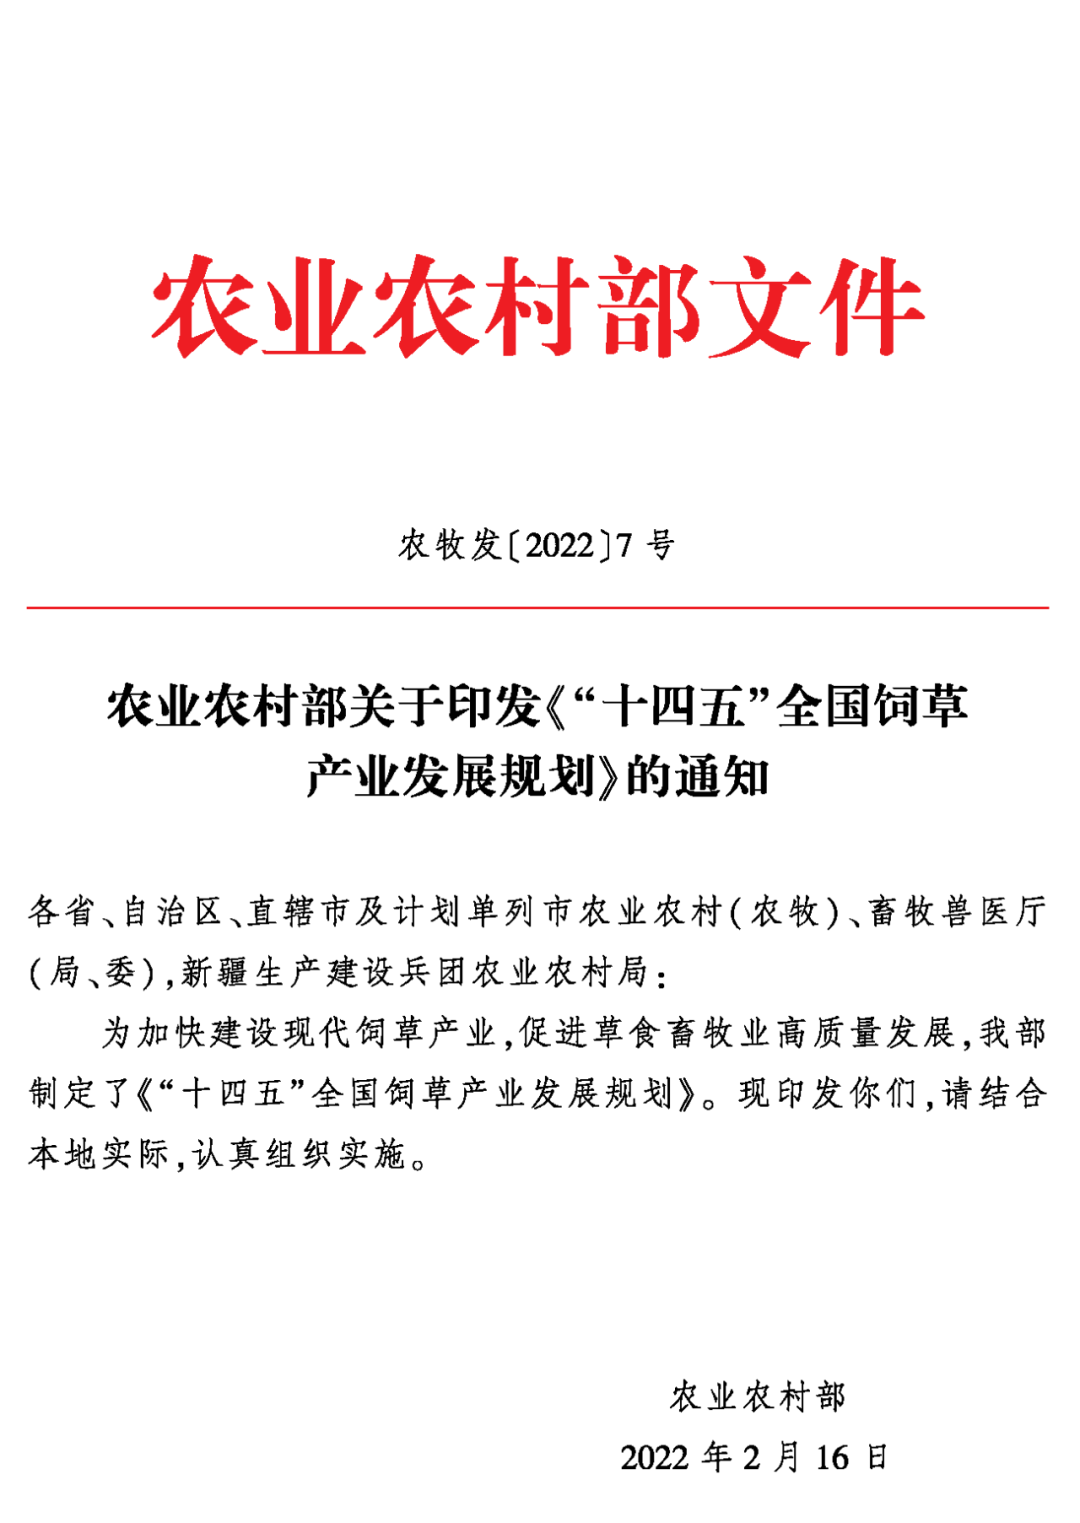 农业农村部文件
农牧发〔2022〕7 号
农业农村部关于印发《“十四五”全国饲草
产业发展规划》的通知
各省、自治区、直辖市及计划单列市农业农村(农牧)、畜牧兽医厅
(局、委),新疆生产建设兵团农业农村局:
为加快建设现代饲草产业,促进草食畜牧业高质量发展,我部
制定了《“十四五”全国饲草产业发展规划》。现印发你们,请结合
本地实际,认真组织实施。
农业农村部
2022 年 2 月 16 日